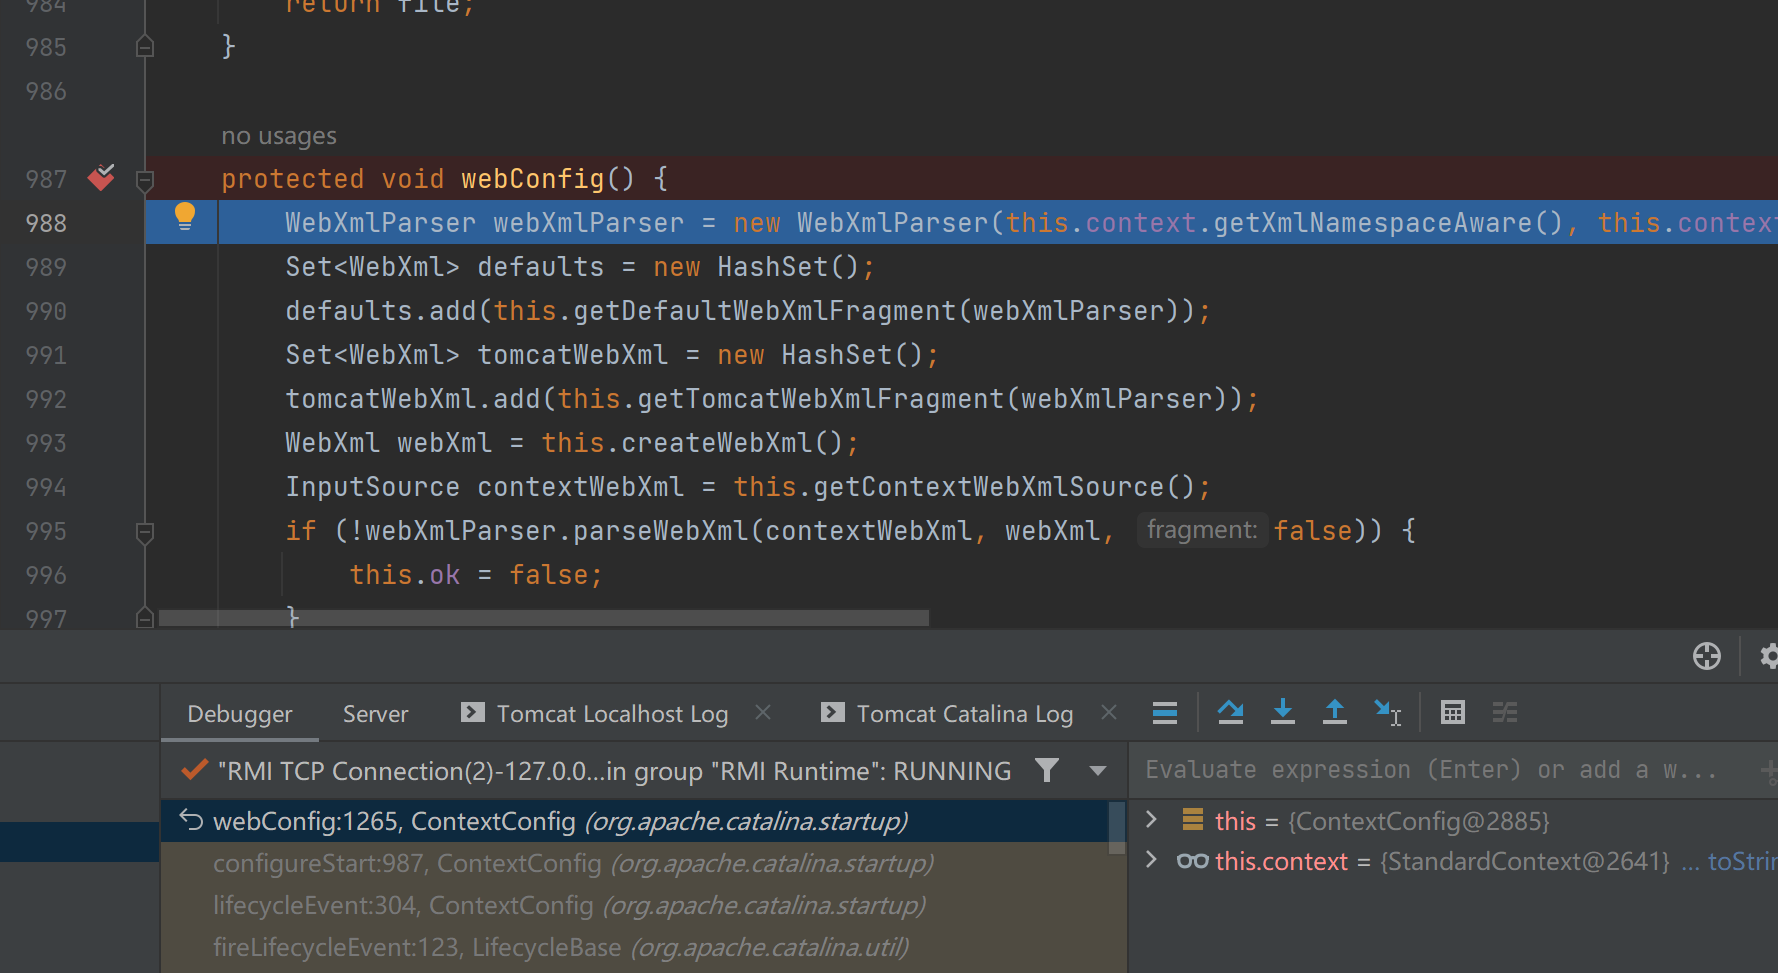 984 return file;
985 }
986
no usages
987 protected void webConfig() {
988 WebXmlParser webXmlParser = new WebXmlParser(this.context.getXmlNamespaceAware(), this.context
989 Set<WebXml> defaults = new HashSet();
990 defaults.add(this.getDefaultWebXmlFragment(webXmlParser));
991 Set<WebXml> tomcatWebXml = new HashSet();
992 tomcatWebXml.add(this.getTomcatWebXmlFragment(webXmlParser));
993 WebXml webXml = this.createWebXml();
994 InputSource contextWebXml = this.getContextWebXmlSource();
995 if (!webXmlParser.parseWebXml(contextWebXml, webXml, fragment: false)) {
996 this.ok = false;
997 }
Debugger Server Tomcat Localhost Log Tomcat Catalina Log
"RMI TCP Connection(2)-127.0.0...in group "RMI Runtime": RUNNING
Evaluate expression (Enter) or add a w...
webConfig:1265, ContextConfig (org.apache.catalina.startup)
configureStart:987, ContextConfig (org.apache.catalina.startup)
lifecycleEvent:304, ContextConfig (org.apache.catalina.startup)
fireLifecycleEvent:123, LifecycleBase (org.apache.catalina.util)
this = {ContextConfig@2885}
this.context = {StandardContext@2641} ... toStrin